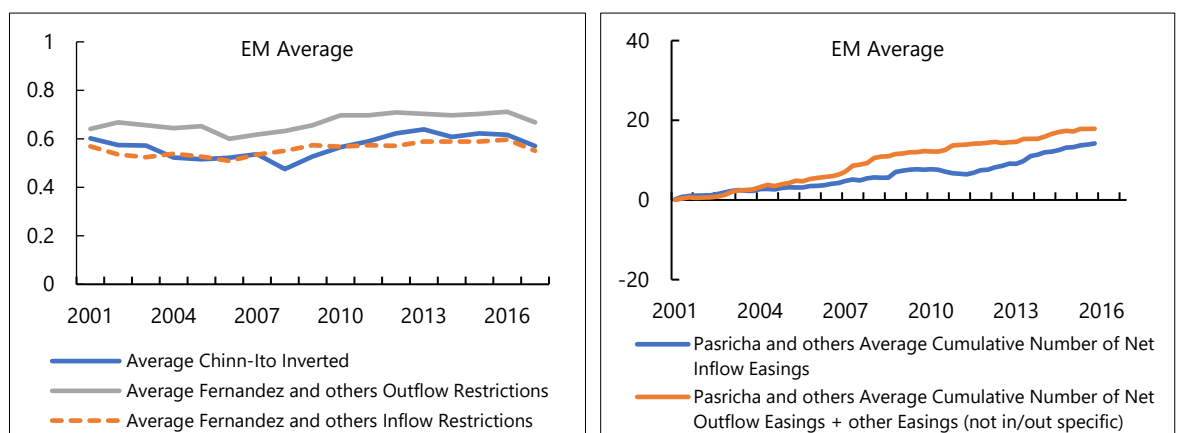 EM Average
1
0.8
0.6
0.4
0.2
0
2001 2004 2007 2010 2013 2016
Average Chinn-Ito Inverted
Average Fernandez and others Outflow Restrictions
Average Fernandez and others Inflow Restrictions
EM Average
40
20
0
-20
2001 2004 2007 2010 2013 2016
Pasricha and others Average Cumulative Number of Net
Inflow Easings
Pasricha and others Average Cumulative Number of Net
Outflow Easings + other Easings (not in/out specific)